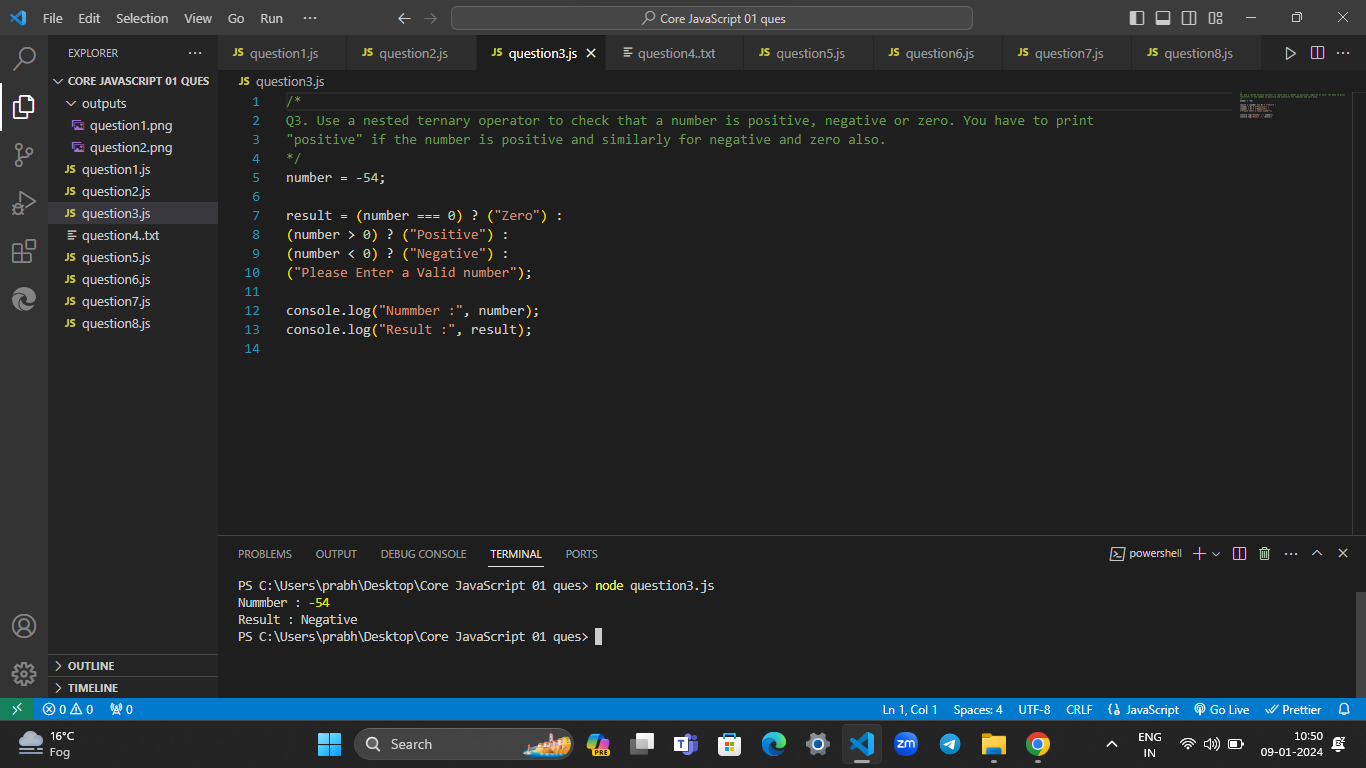 File Edit Selection View Go Run ··· Core JavaScript 01 ques
EXPLORER ···
CORE JAVASCRIPT 01 QUES
outputs
question1.png
question2.png
JS question1.js
JS question2.js
JS question3.js
question4..txt
JS question5.js
JS question6.js
JS question7.js
JS question8.js
OUTLINE
TIMELINE
JS question1.js JS question2.js JS question3.js question4..txt JS question5.js JS question6.js JS question7.js JS question8.js ···
JS question3.js
1 /*
2 Q3. Use a nested ternary operator to check that a number is positive, negative or zero. You have to print
3 "positive" if the number is positive and similarly for negative and zero also.
4 */
5 number = -54;
6
7 result = (number === 0) ? ("Zero") :
8 (number > 0) ? ("Positive") :
9 (number < 0) ? ("Negative") :
10 ("Please Enter a Valid number");
11
12 console.log("Nummber :", number);
13 console.log("Result :", result);
14
PROBLEMS OUTPUT DEBUG CONSOLE TERMINAL PORTS powershell ···
PS C:\Users\prabh\Desktop\Core JavaScript 01 ques> node question3.js
Nummber : -54
Result : Negative
PS C:\Users\prabh\Desktop\Core JavaScript 01 ques>
0 0 0 Ln 1, Col 1 Spaces: 4 UTF-8 CRLF JavaScript Go Live Prettier
16°C
Fog
Search
PRE
zm
ENG
IN
10:50
09-01-2024